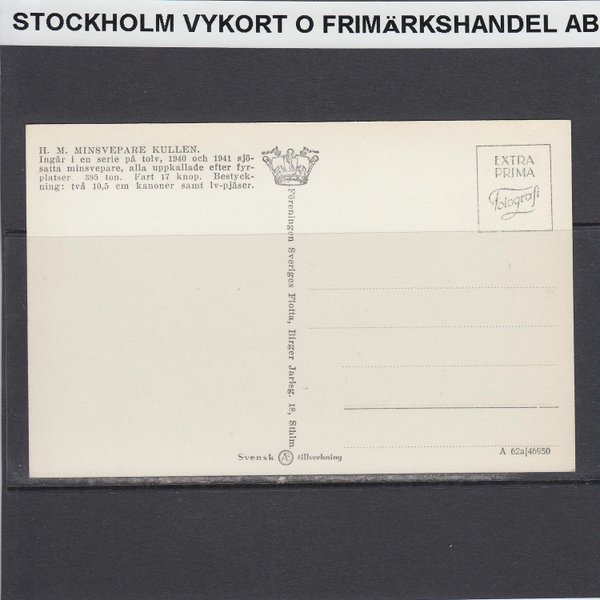 STOCKHOLM VYKORT O FRIMÄRKSHANDEL AB
H. M. MINSVEPARE KULLEN.
Ingår i en serie på tolv, 1940 och 1941 sjö-
satta minsvepare, alla uppkallade efter fyr-
platser. 395 ton. Fart 17 knop. Bestyck-
ning: två 10,5 cm kanoner samt lv-pjäser.
EXTRA
PRIMA
Fotografi
Föreningen Sveriges Flotta, Birger Jarlsg. 18, Sthlm.
Svensk Æ tillverkning
A 62a/46950